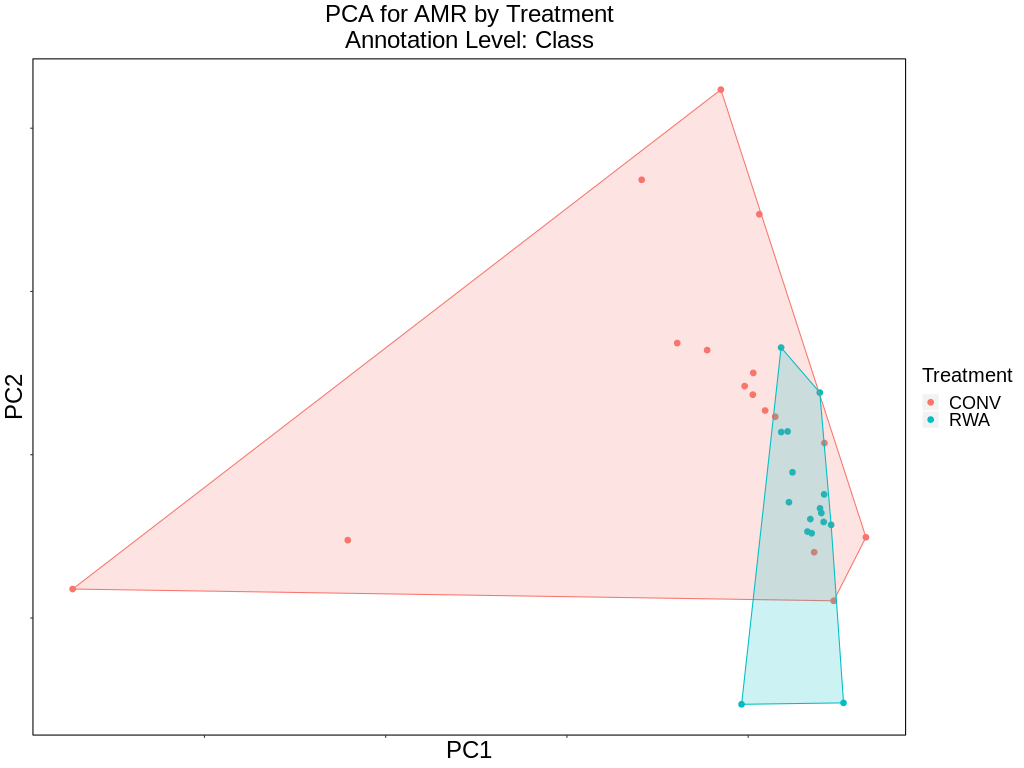 PCA for AMR by Treatment
Annotation Level: Class
PC2
Treatment
CONV
RWA
PC1